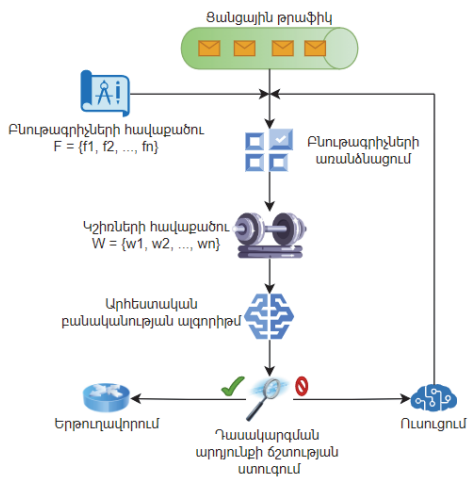 Ցանցային թրաֆիկ
Ai
Բնութագրիչների հավաքածու
F = {f1, f2, ..., fn}
Բնութագրիչների
առանձնացում
Կշիռների հավաքածու
W = {w1, w2, ..., wn}
Արհեստական
բանականության ալգորիթմ
Երթուղավորում
Ուսուցում
Դասակարգման
արդյունքի ճշտության
ստուգում